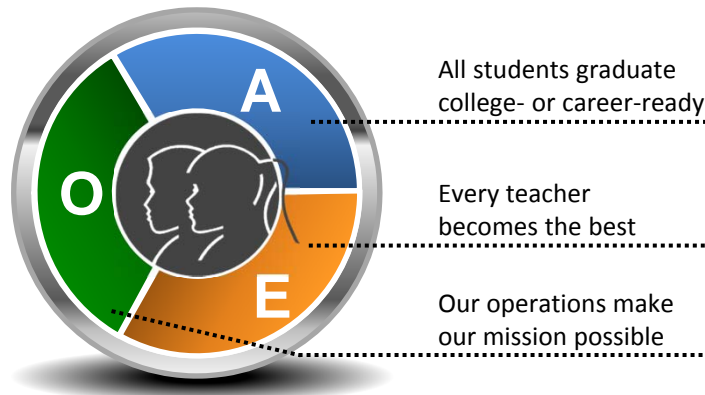 A
All students graduate
college- or career-ready
O
Every teacher
becomes the best
E
Our operations make
our mission possible